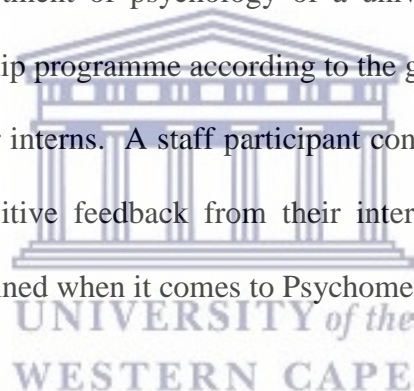 tment of psychology of a univ
ip programme according to the g
r interns. A staff participant con
itive feedback from their inter
ined when it comes to Psychome
UNIVERSITY of the
WESTERN CAPE